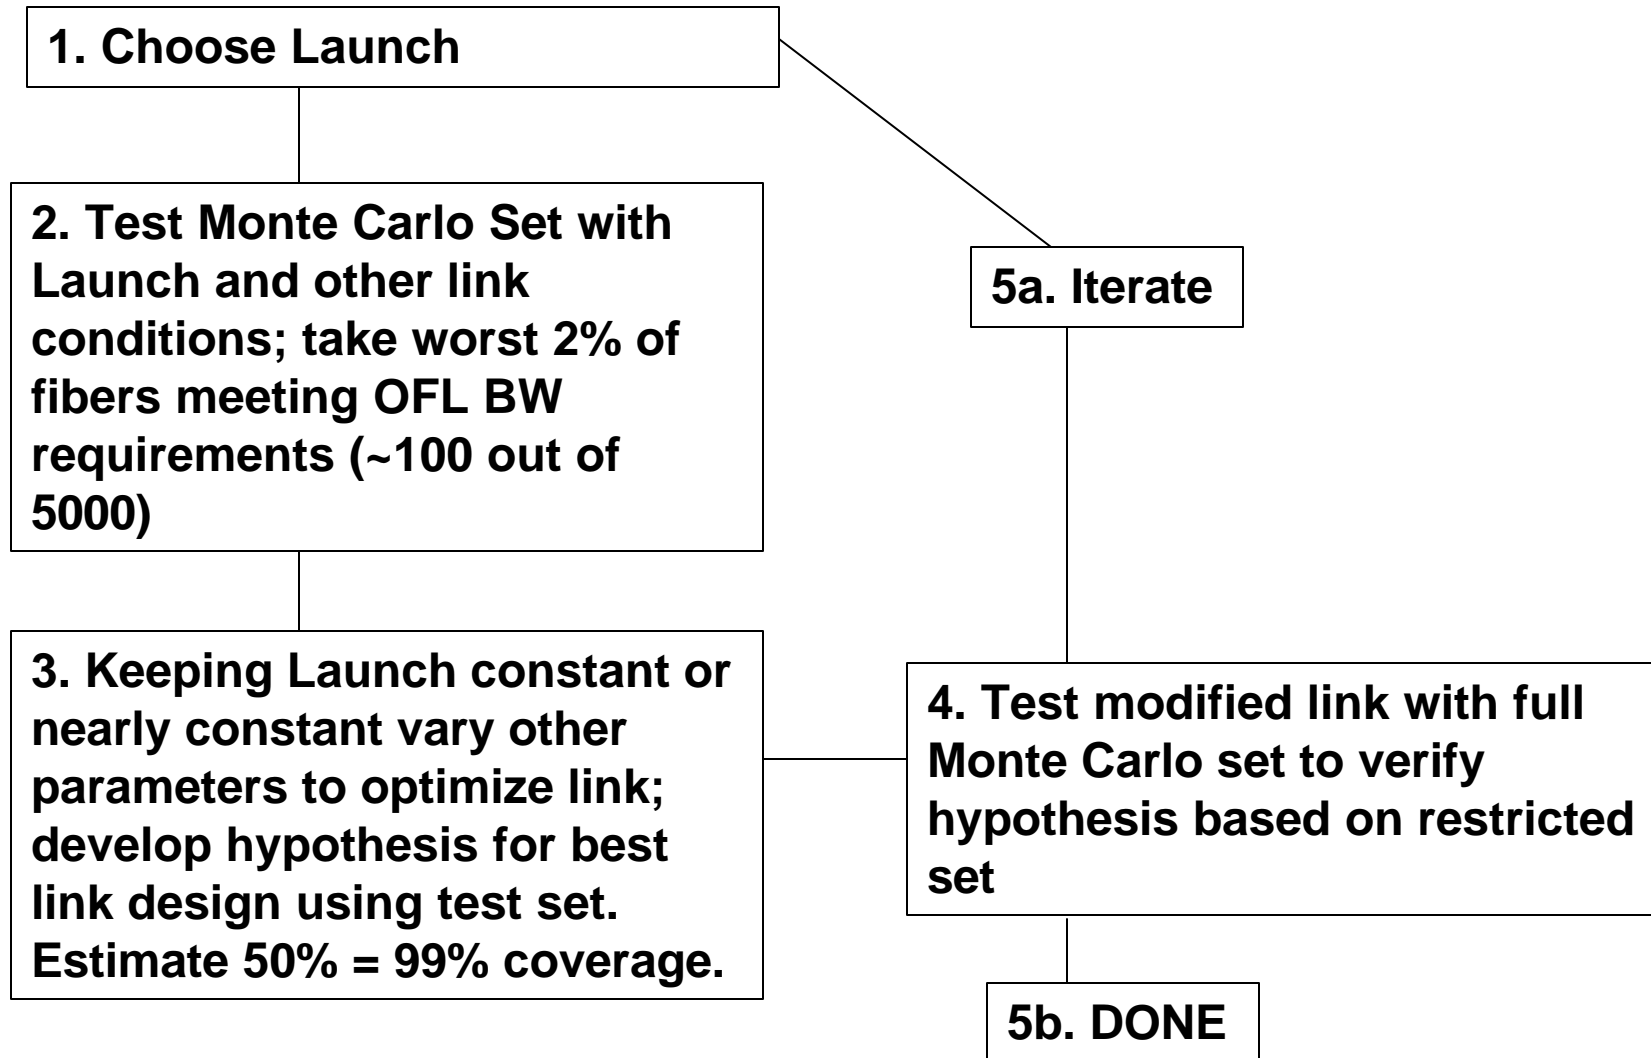 1. Choose Launch
2. Test Monte Carlo Set with
Launch and other link
conditions; take worst 2% of
fibers meeting OFL BW
requirements (~100 out of
5000)
5a. Iterate
3. Keeping Launch constant or
nearly constant vary other
parameters to optimize link;
develop hypothesis for best
link design using test set.
Estimate 50% = 99% coverage.
4. Test modified link with full
Monte Carlo set to verify
hypothesis based on restricted
set
5b. DONE